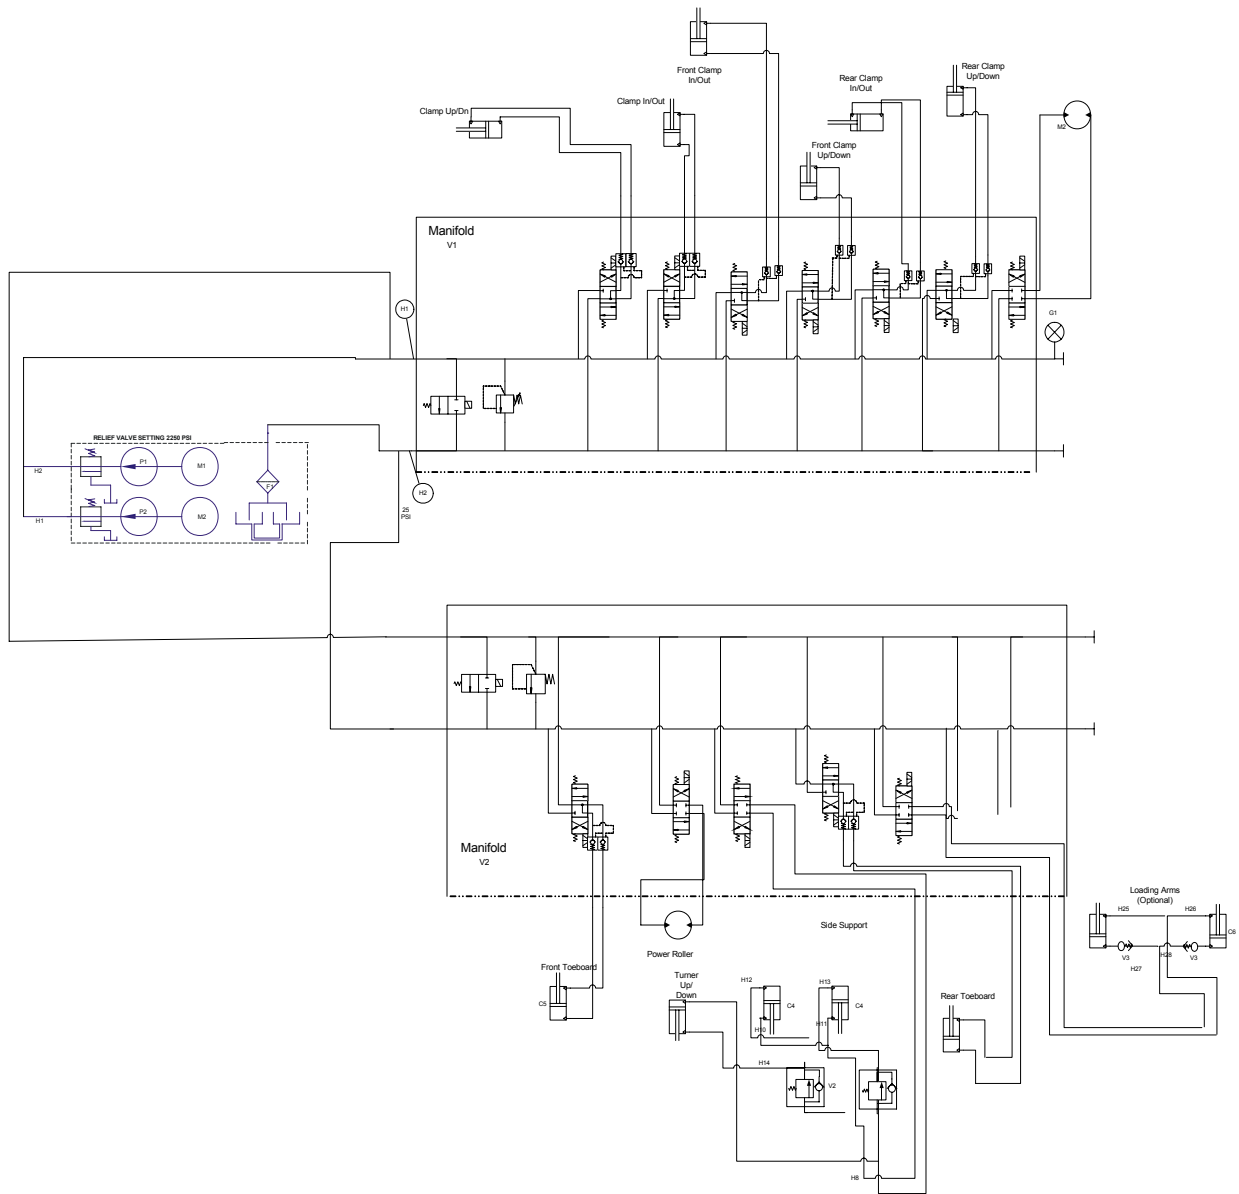 Front Clamp
In/Out
Rear Clamp
Up/Down
Rear Clamp
In/Out
Clamp In/Out
Clamp Up/Dn
M2
Front Clamp
Up/Down
Manifold
V1
H1
G1
RELIEF VALVE SETTING 2250 PSI
P1
M1
H2
F1
H2
25
PSI
P2
M2
H1
Manifold
V2
Loading Arms
(Optional)
H25
H26
C6
V3
V3
H28
H27
Side Support
Power Roller
Front Toeboard
C5
Turner
Up/
Down
H12
H13
C4
C4
H10
H11
Rear Toeboard
H14
V2
H8